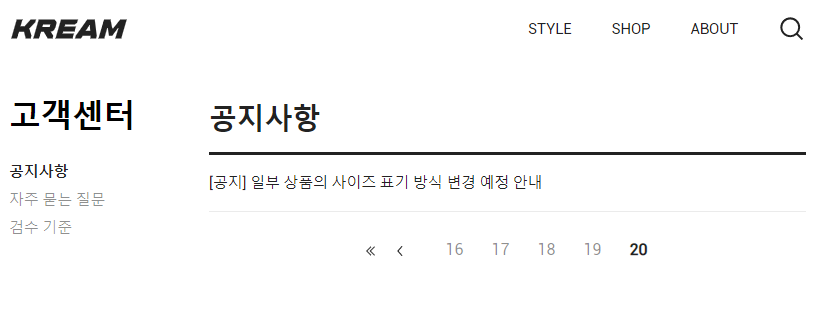 KREAM
STYLE SHOP ABOUT
고객센터
공지사항
자주 묻는 질문
검수 기준
공지사항
[공지] 일부 상품의 사이즈 표기 방식 변경 예정 안내
« ‹ 16 17 18 19 20